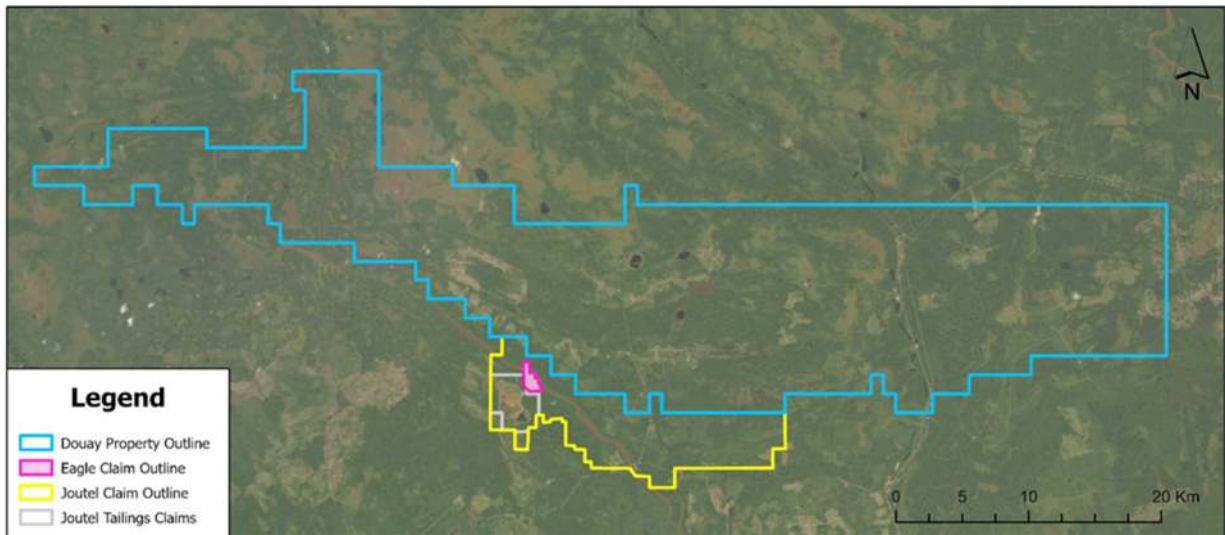 N
Legend
Douay Property Outline
Eagle Claim Outline
Joutel Claim Outline
Joutel Tailings Claims
0 5 10 20 Km